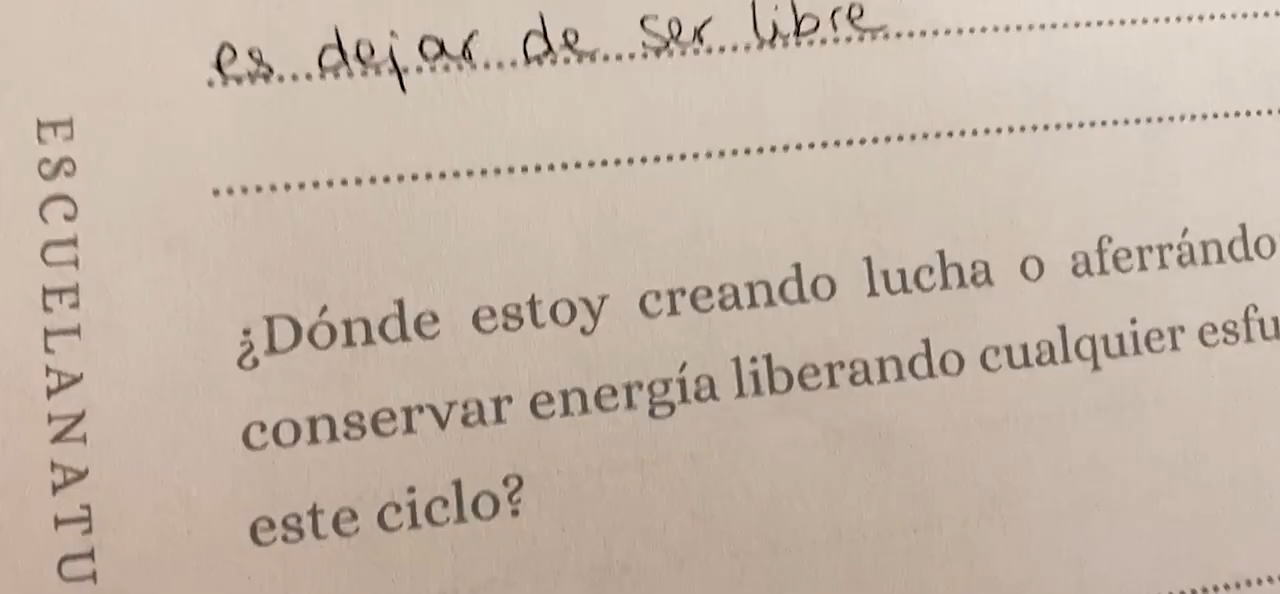 es dejar de ser libre
¿Dónde estoy creando lucha o aferrándo
conservar energía liberando cualquier esfu
este ciclo?
ESCUELANATU